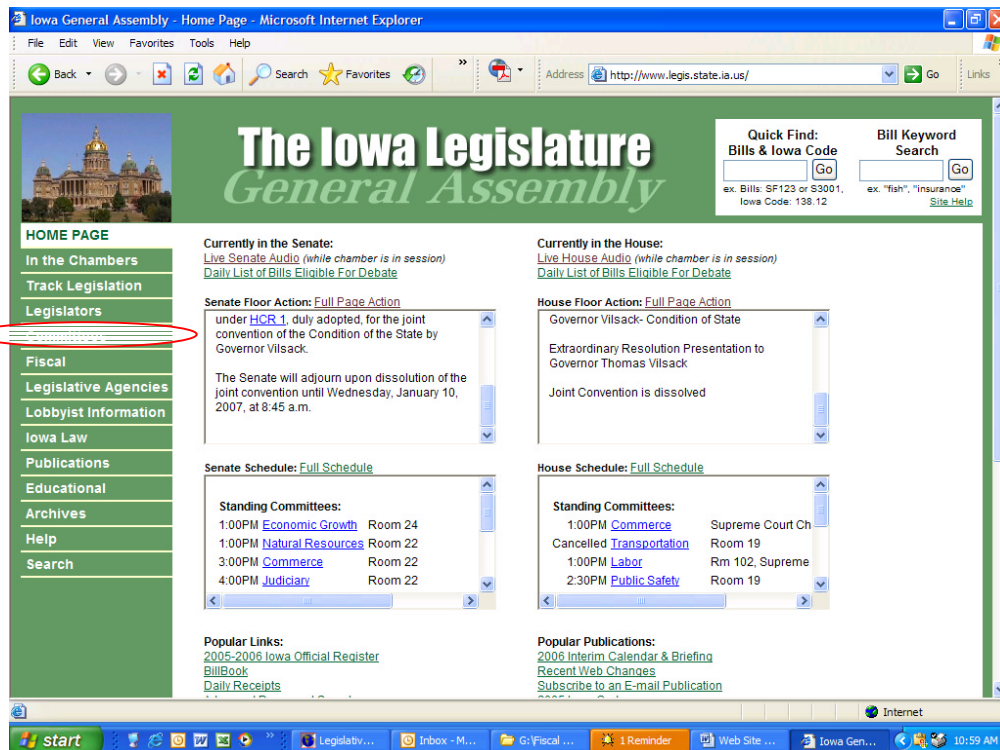 Iowa General Assembly - Home Page - Microsoft Internet Explorer
File Edit View Favorites Tools Help
Back Search Favorites » Address http://www.legis.state.ia.us/ Go Links
The Iowa Legislature
General Assembly
Quick Find:
Bills & Iowa Code
Go
ex. Bills: SF123 or S3001,
Iowa Code: 138.12
Bill Keyword
Search
Go
ex. "fish", "insurance"
Site Help
HOME PAGE
In the Chambers
Track Legislation
Legislators
Fiscal
Legislative Agencies
Lobbyist Information
Iowa Law
Publications
Educational
Archives
Help
Search
Currently in the Senate:
Live Senate Audio (while chamber is in session)
Daily List of Bills Eligible For Debate
Senate Floor Action: Full Page Action
under HCR 1, duly adopted, for the joint
convention of the Condition of the State by
Governor Vilsack.
The Senate will adjourn upon dissolution of the
joint convention until Wednesday, January 10,
2007, at 8:45 a.m.
Senate Schedule: Full Schedule
Standing Committees:
1:00PM Economic Growth Room 24
1:00PM Natural Resources Room 22
3:00PM Commerce Room 22
4:00PM Judiciary Room 22
Popular Links:
2005-2006 Iowa Official Register
BillBook
Daily Receipts
Currently in the House:
Live House Audio (while chamber is in session)
Daily List of Bills Eligible For Debate
House Floor Action: Full Page Action
Governor Vilsack- Condition of State
Extraordinary Resolution Presentation to
Governor Thomas Vilsack
Joint Convention is dissolved
House Schedule: Full Schedule
Standing Committees:
1:00PM Commerce Supreme Court Ch
Cancelled Transportation Room 19
1:00PM Labor Rm 102, Supreme
2:30PM Public Safety Room 19
Popular Publications:
2006 Interim Calendar & Briefing
Recent Web Changes
Subscribe to an E-mail Publication
Internet
start » Legislativ... Inbox - M... G:\Fiscal ... 1 Reminder Web Site ... Iowa Gen... 10:59 AM